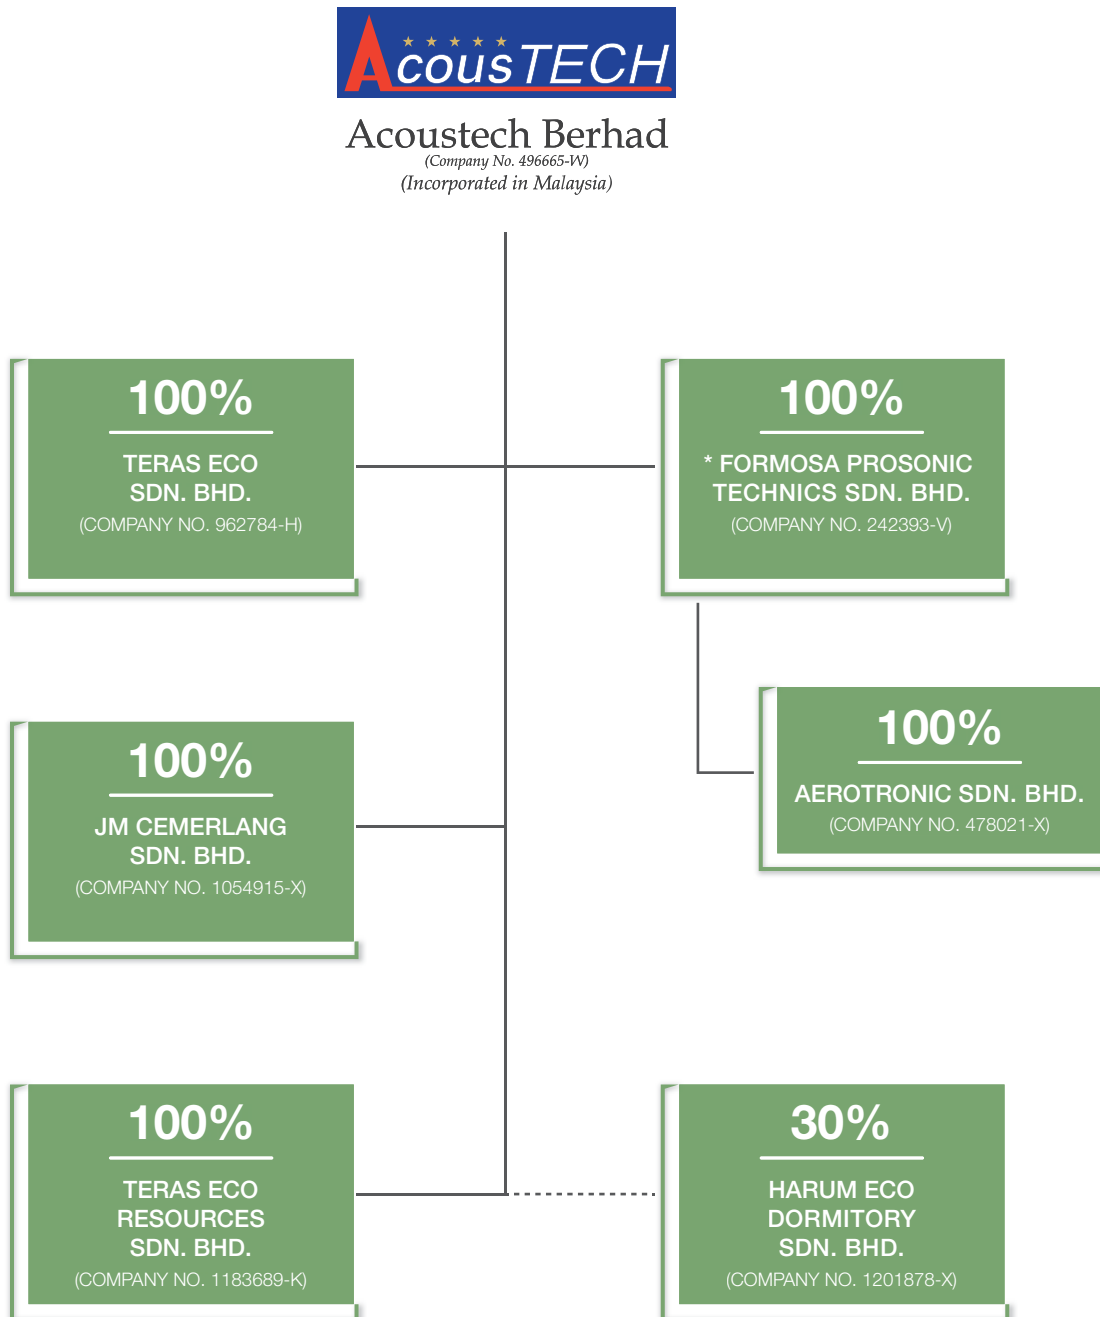 AcousTECH
Acoustech Berhad
(Company No. 496665-W)
(Incorporated in Malaysia)
100%
TERAS ECO
SDN. BHD.
(COMPANY NO. 962784-H)
100%
* FORMOSA PROSONIC
TECHNICS SDN. BHD.
(COMPANY NO. 242393-V)
100%
AEROTRONIC SDN. BHD.
(COMPANY NO. 478021-X)
100%
JM CEMERLANG
SDN. BHD.
(COMPANY NO. 1054915-X)
100%
TERAS ECO
RESOURCES
SDN. BHD.
(COMPANY NO. 1183689-K)
30%
HARUM ECO
DORMITORY
SDN. BHD.
(COMPANY NO. 1201878-X)